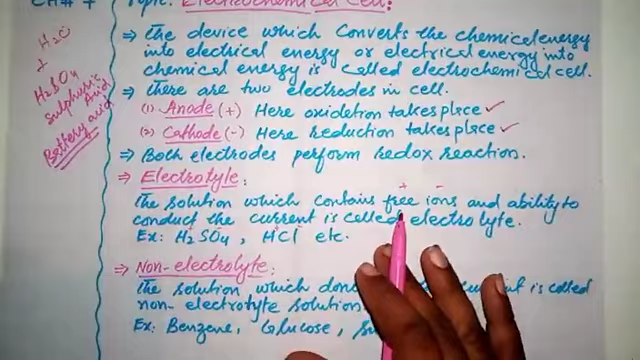 CH# 7 Topic: Electrochemical Cell:
⇒ the device which converts the chemical energy
into electrical energy or electrical energy into
chemical energy is called electrochemical cell.
⇒ there are two electrodes in cell.
(1) Anode (+) Here oxidetion takes place ✓
(2) Cathode (-) Here reduction takes place ✓
⇒ Both electrodes perform redox reaction.
⇒ Electrolyte:
+ -
the solution which contains free ions and ability to
conduct the current is called electrolyte.
Ex: H₂SO₄, HCl etc.
⇒ Non-electrolyte:
the solution which is called
non-electrolyte solution
Ex: Benzene, Glucose,
H₂O
+
H₂SO₄
Sulphuric
Acid
Battery acid